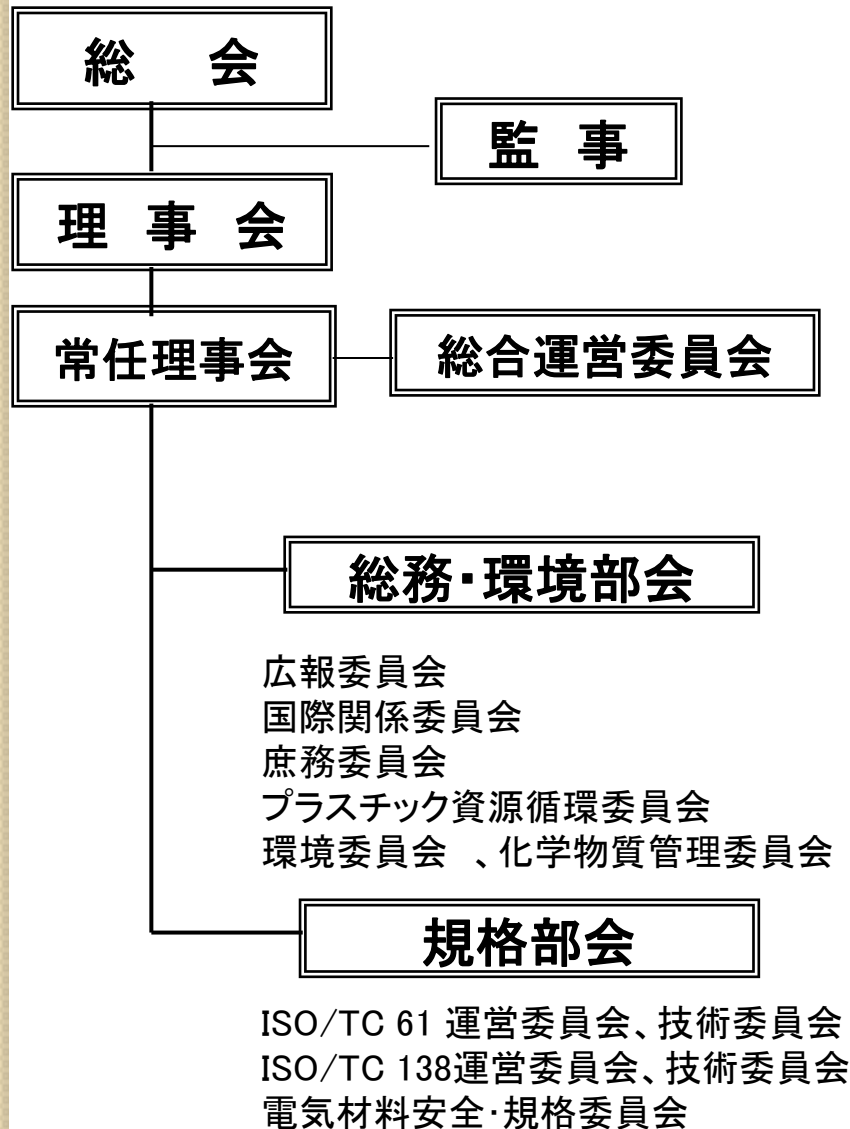 総 会
監 事
理 事 会
常任理事会
総合運営委員会
総務・環境部会
広報委員会
国際関係委員会
庶務委員会
プラスチック資源循環委員会
環境委員会 、化学物質管理委員会
規格部会
ISO/TC 61 運営委員会、技術委員会
ISO/TC 138運営委員会、技術委員会
電気材料安全・規格委員会